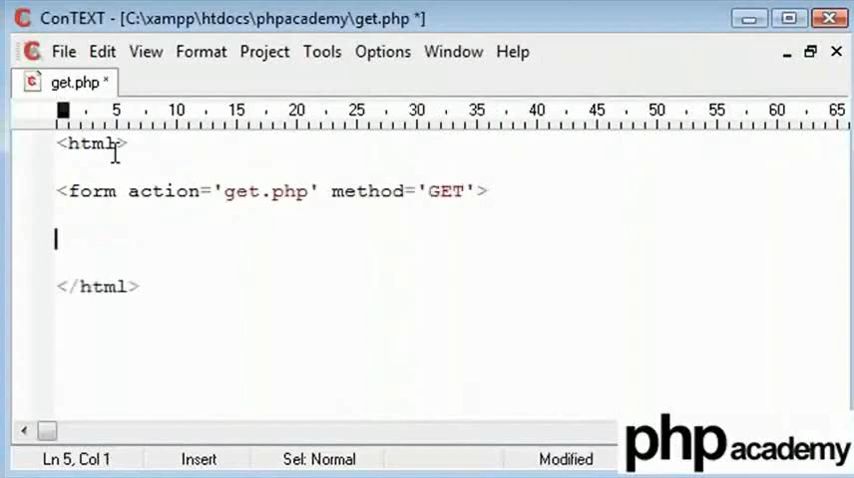 ConTEXT - [C:\xampp\htdocs\phpacademy\get.php *]
File Edit View Format Project Tools Options Window Help
get.php *
5 10 15 20 25 30 35 40 45 50 55 60 65
<html>
<form action='get.php' method='GET'>
</html>
Ln 5, Col 1 Insert Sel: Normal Modified
php academy